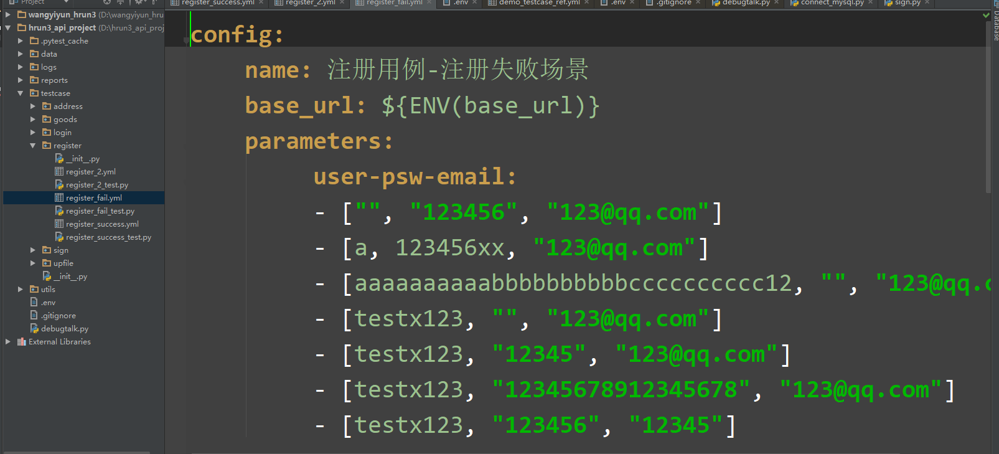 Project
register_success.yml × register_2.yml × register_fail.yml × .env × demo_testcase_ref.yml × .env × .gitignore × debugtalk.py × connect_mysql.py × sign.py ×
wangyiyun_hrun3 (D:\wangyiyun_hru
hrun3_api_project (D:\hrun3_api_proj
.pytest_cache
data
logs
reports
testcase
address
goods
login
register
__init__.py
register_2.yml
register_2_test.py
register_fail.yml
register_fail_test.py
register_success.yml
register_success_test.py
sign
upfile
__init__.py
utils
.env
.gitignore
debugtalk.py
External Libraries
config:
name: 注册用例-注册失败场景
base_url: ${ENV(base_url)}
parameters:
user-psw-email:
- ["", "123456", "123@qq.com"]
- [a, 123456xx, "123@qq.com"]
- [aaaaaaaaaabbbbbbbbbbcccccccccc12, "", "123@qq.c
- [testx123, "", "123@qq.com"]
- [testx123, "12345", "123@qq.com"]
- [testx123, "12345678912345678", "123@qq.com"]
- [testx123, "123456", "12345"]
Database